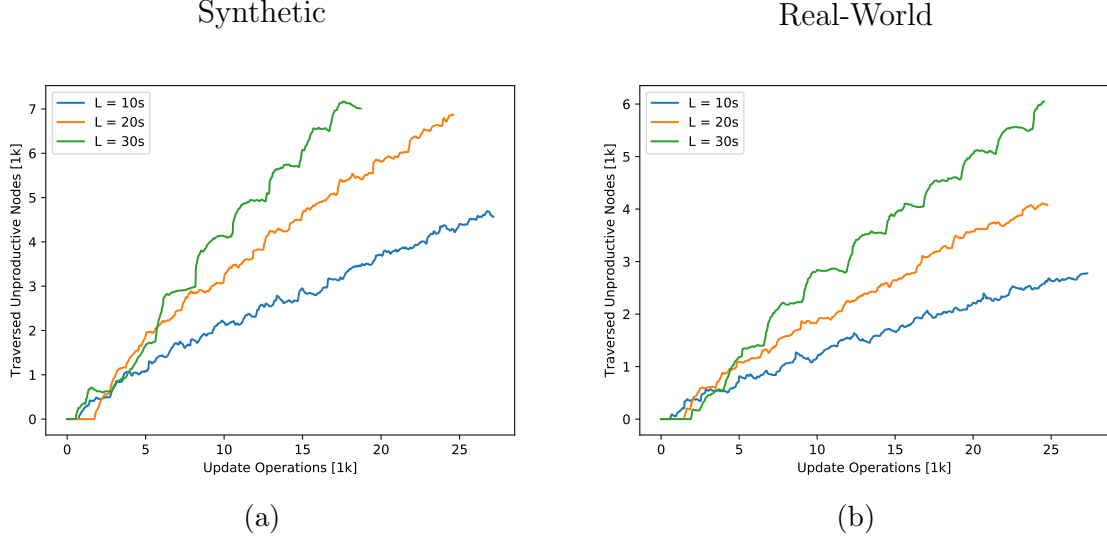 Synthetic
Real-World
7
6
5
4
3
2
1
0
Traversed Unproductive Nodes [1k]
L = 10s
L = 20s
L = 30s
0 5 10 15 20 25
Update Operations [1k]
(a)
6
5
4
3
2
1
0
Traversed Unproductive Nodes [1k]
L = 10s
L = 20s
L = 30s
0 5 10 15 20 25
Update Operations [1k]
(b)